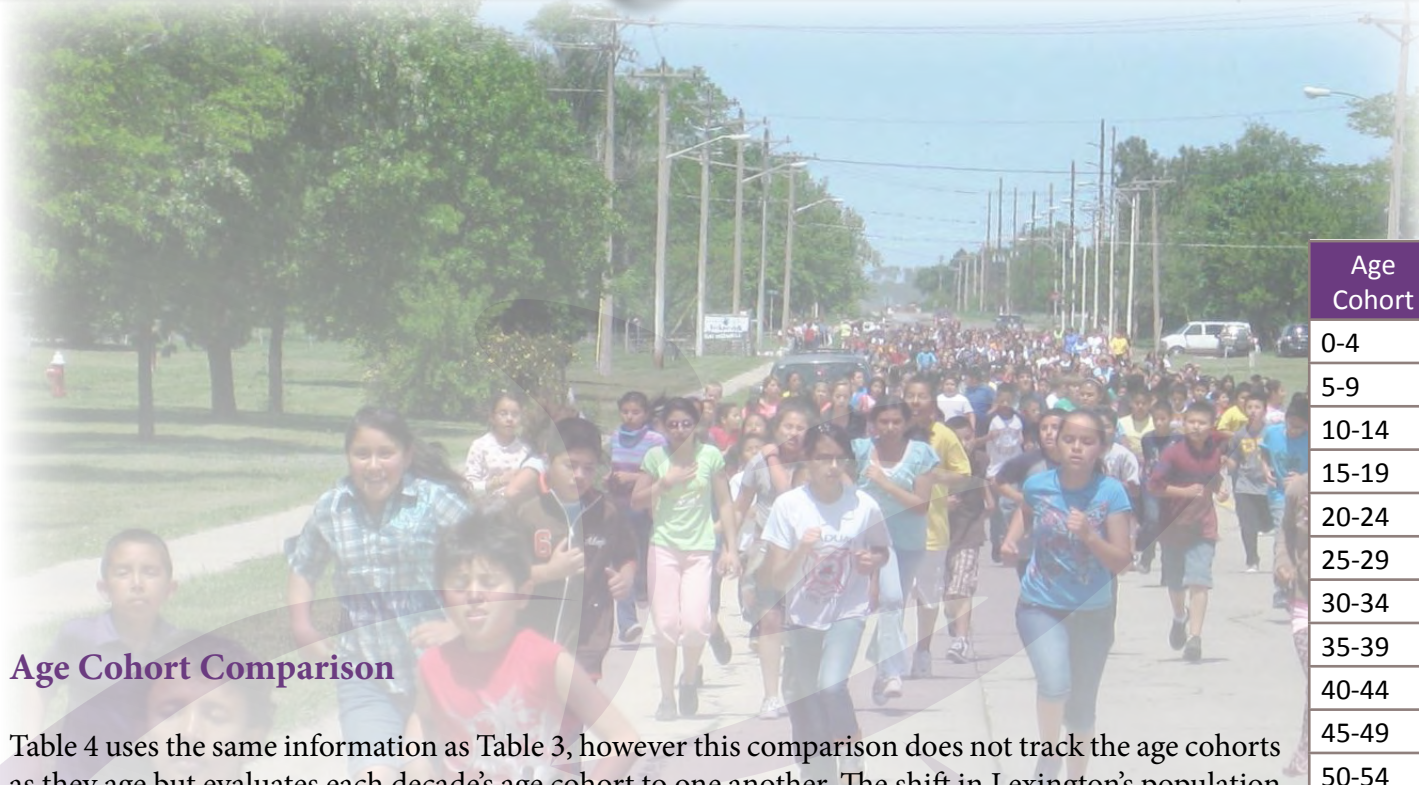 Age Cohort Comparison
Table 4 uses the same information as Table 3, however this comparison does not track the age cohorts
as they age but evaluates each decade's age cohort to one another. The shift in Lexington's population
Age
Cohort
0-4
5-9
10-14
15-19
20-24
25-29
30-34
35-39
40-44
45-49
50-54